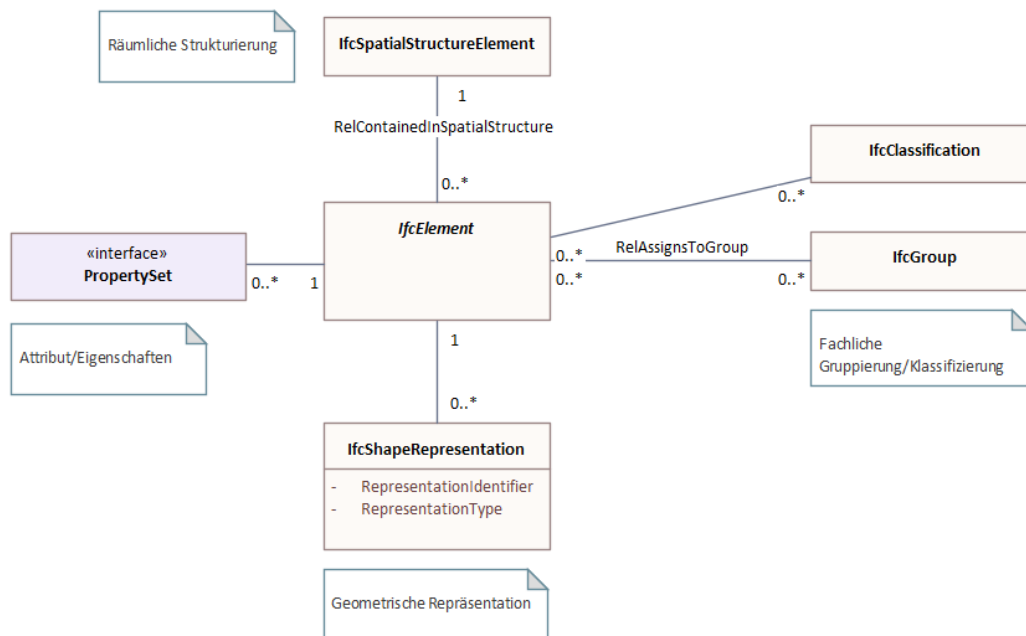 Räumliche Strukturierung
IfcSpatialStructureElement
1
RelContainedInSpatialStructure
0..*
IfcClassification
0..*
IfcElement
0..*
RelAssignsToGroup
0..*
0..*
IfcGroup
«interface»
PropertySet
0..*
1
Attribut/Eigenschaften
Fachliche
Gruppierung/Klassifizierung
1
0..*
IfcShapeRepresentation
- RepresentationIdentifier
- RepresentationType
Geometrische Repräsentation